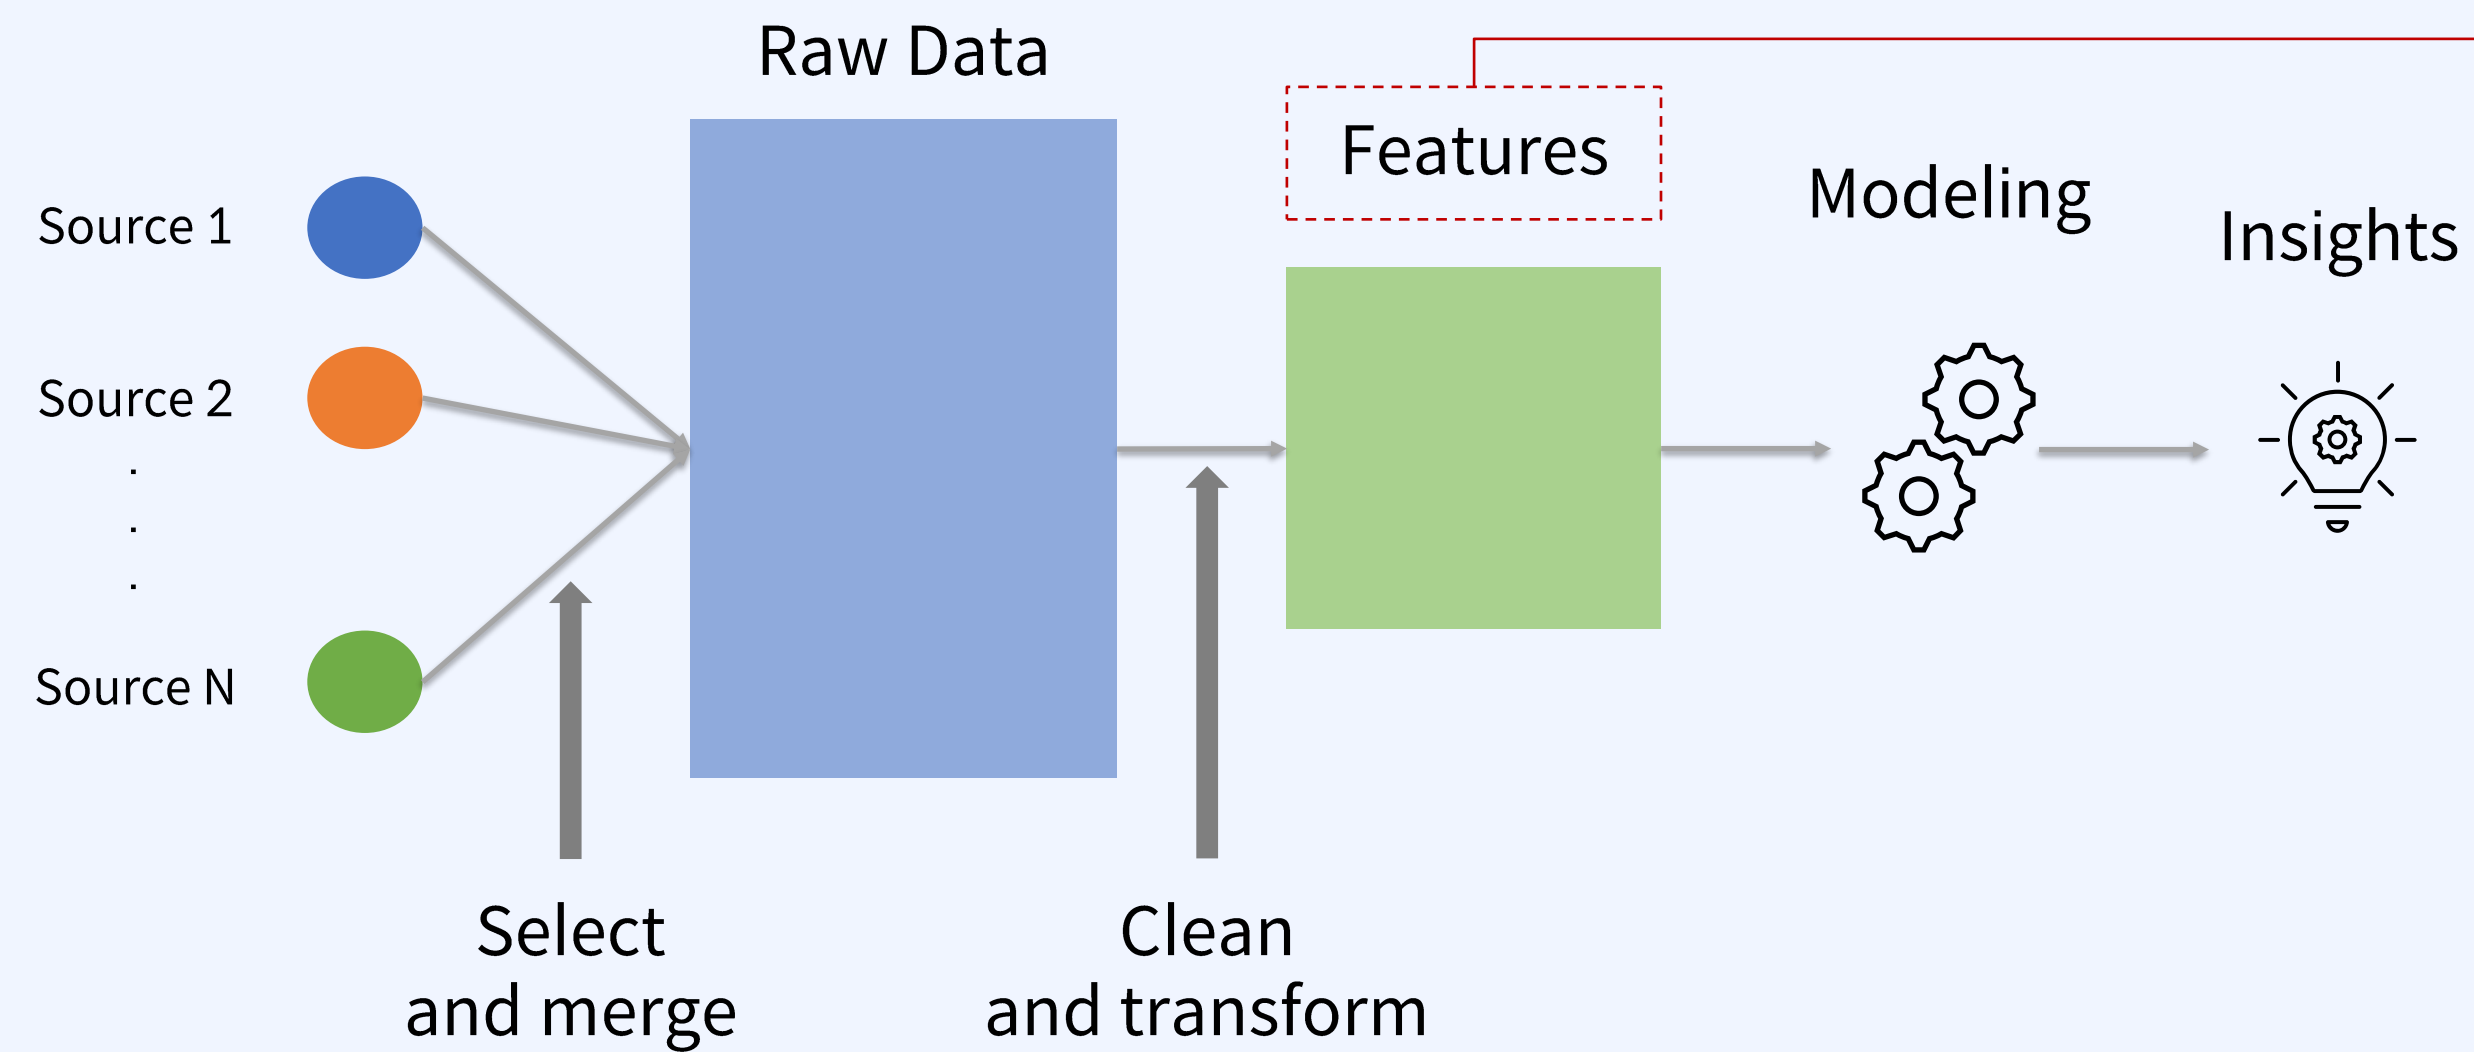 Raw Data
Features
Modeling
Insights
Source 1
Source 2
.
.
.
Source N
Select
and merge
Clean
and transform